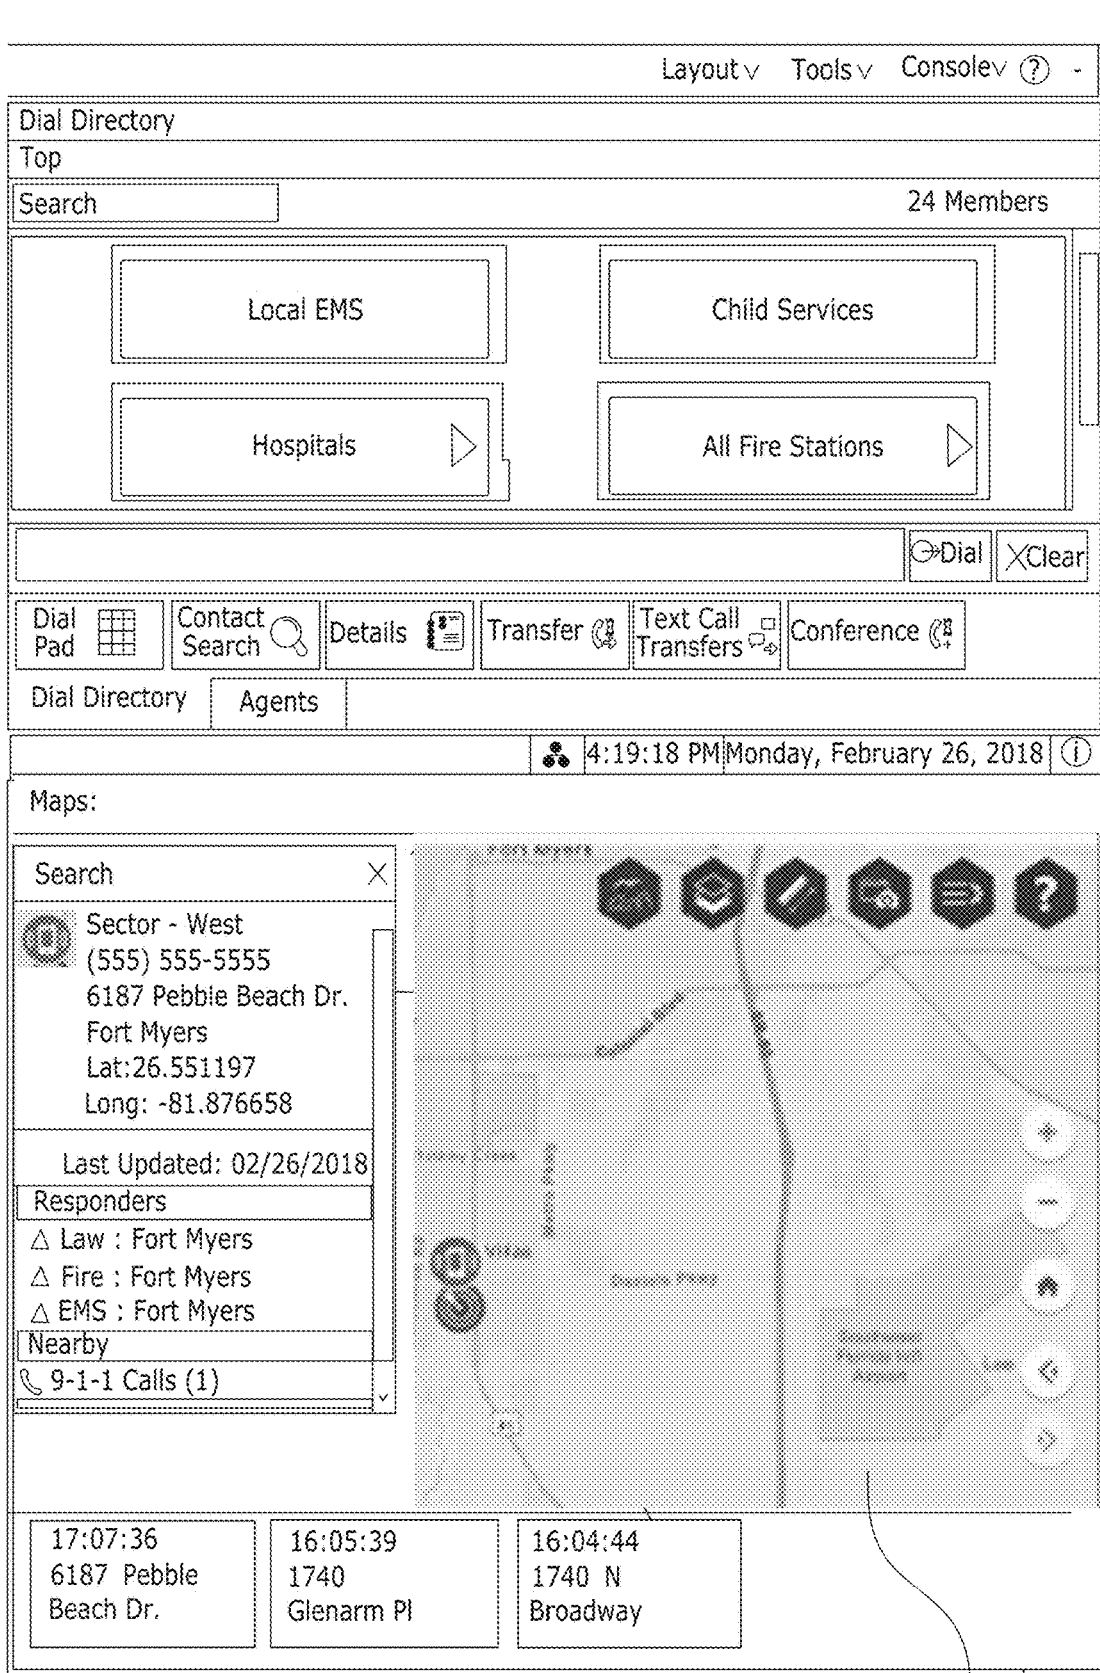 Layout Tools Console ?
Dial Directory
Top
Search
24 Members
Local EMS
Child Services
Hospitals
All Fire Stations
Dial
Clear
Dial
Pad
Contact
Search
Details
Transfer
Text Call
Transfers
Conference
Dial Directory
Agents
4:19:18 PM
Monday, February 26, 2018
Maps:
Search
Sector - West
(555) 555-5555
6187 Pebble Beach Dr.
Fort Myers
Lat:26.551197
Long: -81.876658
Last Updated: 02/26/2018
Responders
Law : Fort Myers
Fire : Fort Myers
EMS : Fort Myers
Nearby
9-1-1 Calls (1)
Fort Myers
?
17:07:36
6187 Pebble
Beach Dr.
16:05:39
1740
Glenarm Pl
16:04:44
1740 N
Broadway